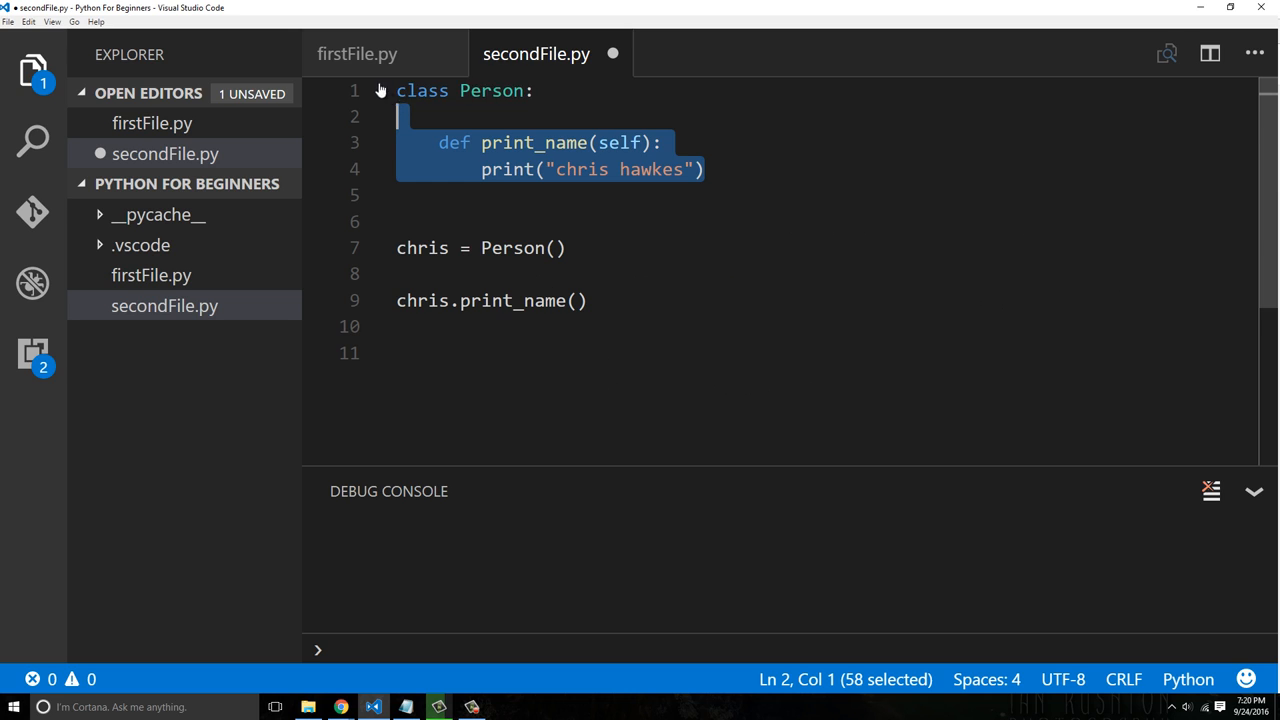 ● secondFile.py - Python For Beginners - Visual Studio Code
File Edit View Go Help
EXPLORER
firstFile.py
secondFile.py
OPEN EDITORS 1 UNSAVED
firstFile.py
secondFile.py
PYTHON FOR BEGINNERS
__pycache__
.vscode
firstFile.py
secondFile.py
1
2
1 class Person:
2
3 def print_name(self):
4 print("chris hawkes")
5
6
7 chris = Person()
8
9 chris.print_name()
10
11
DEBUG CONSOLE
0 0
Ln 2, Col 1 (58 selected) Spaces: 4 UTF-8 CRLF Python
I'm Cortana. Ask me anything.
IAN RUSHTON
7:20 PM
9/24/2016